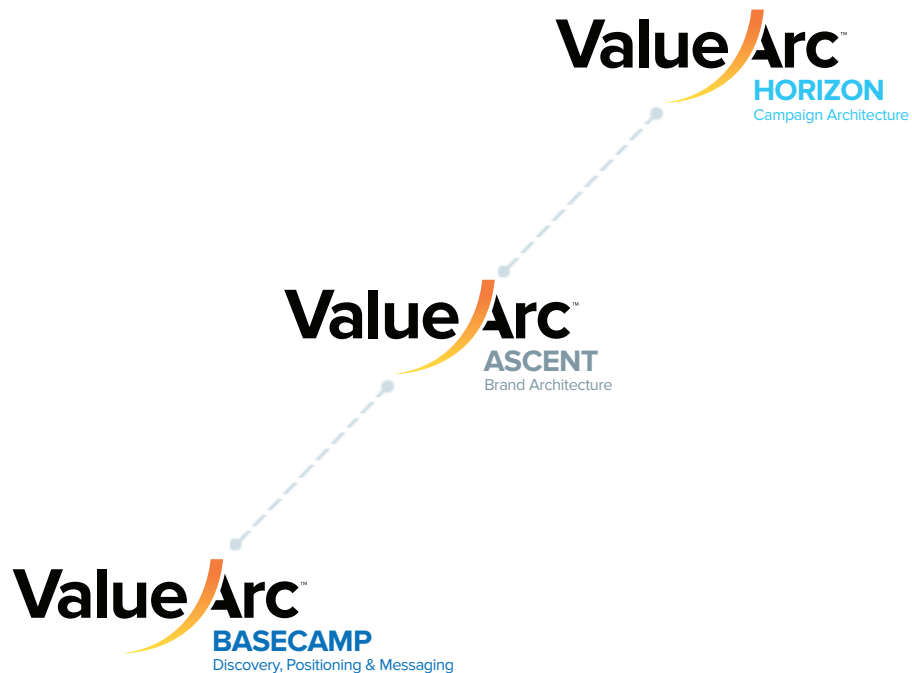 ValueArc™
HORIZON
Campaign Architecture
ValueArc™
ASCENT
Brand Architecture
ValueArc™
BASECAMP
Discovery, Positioning & Messaging